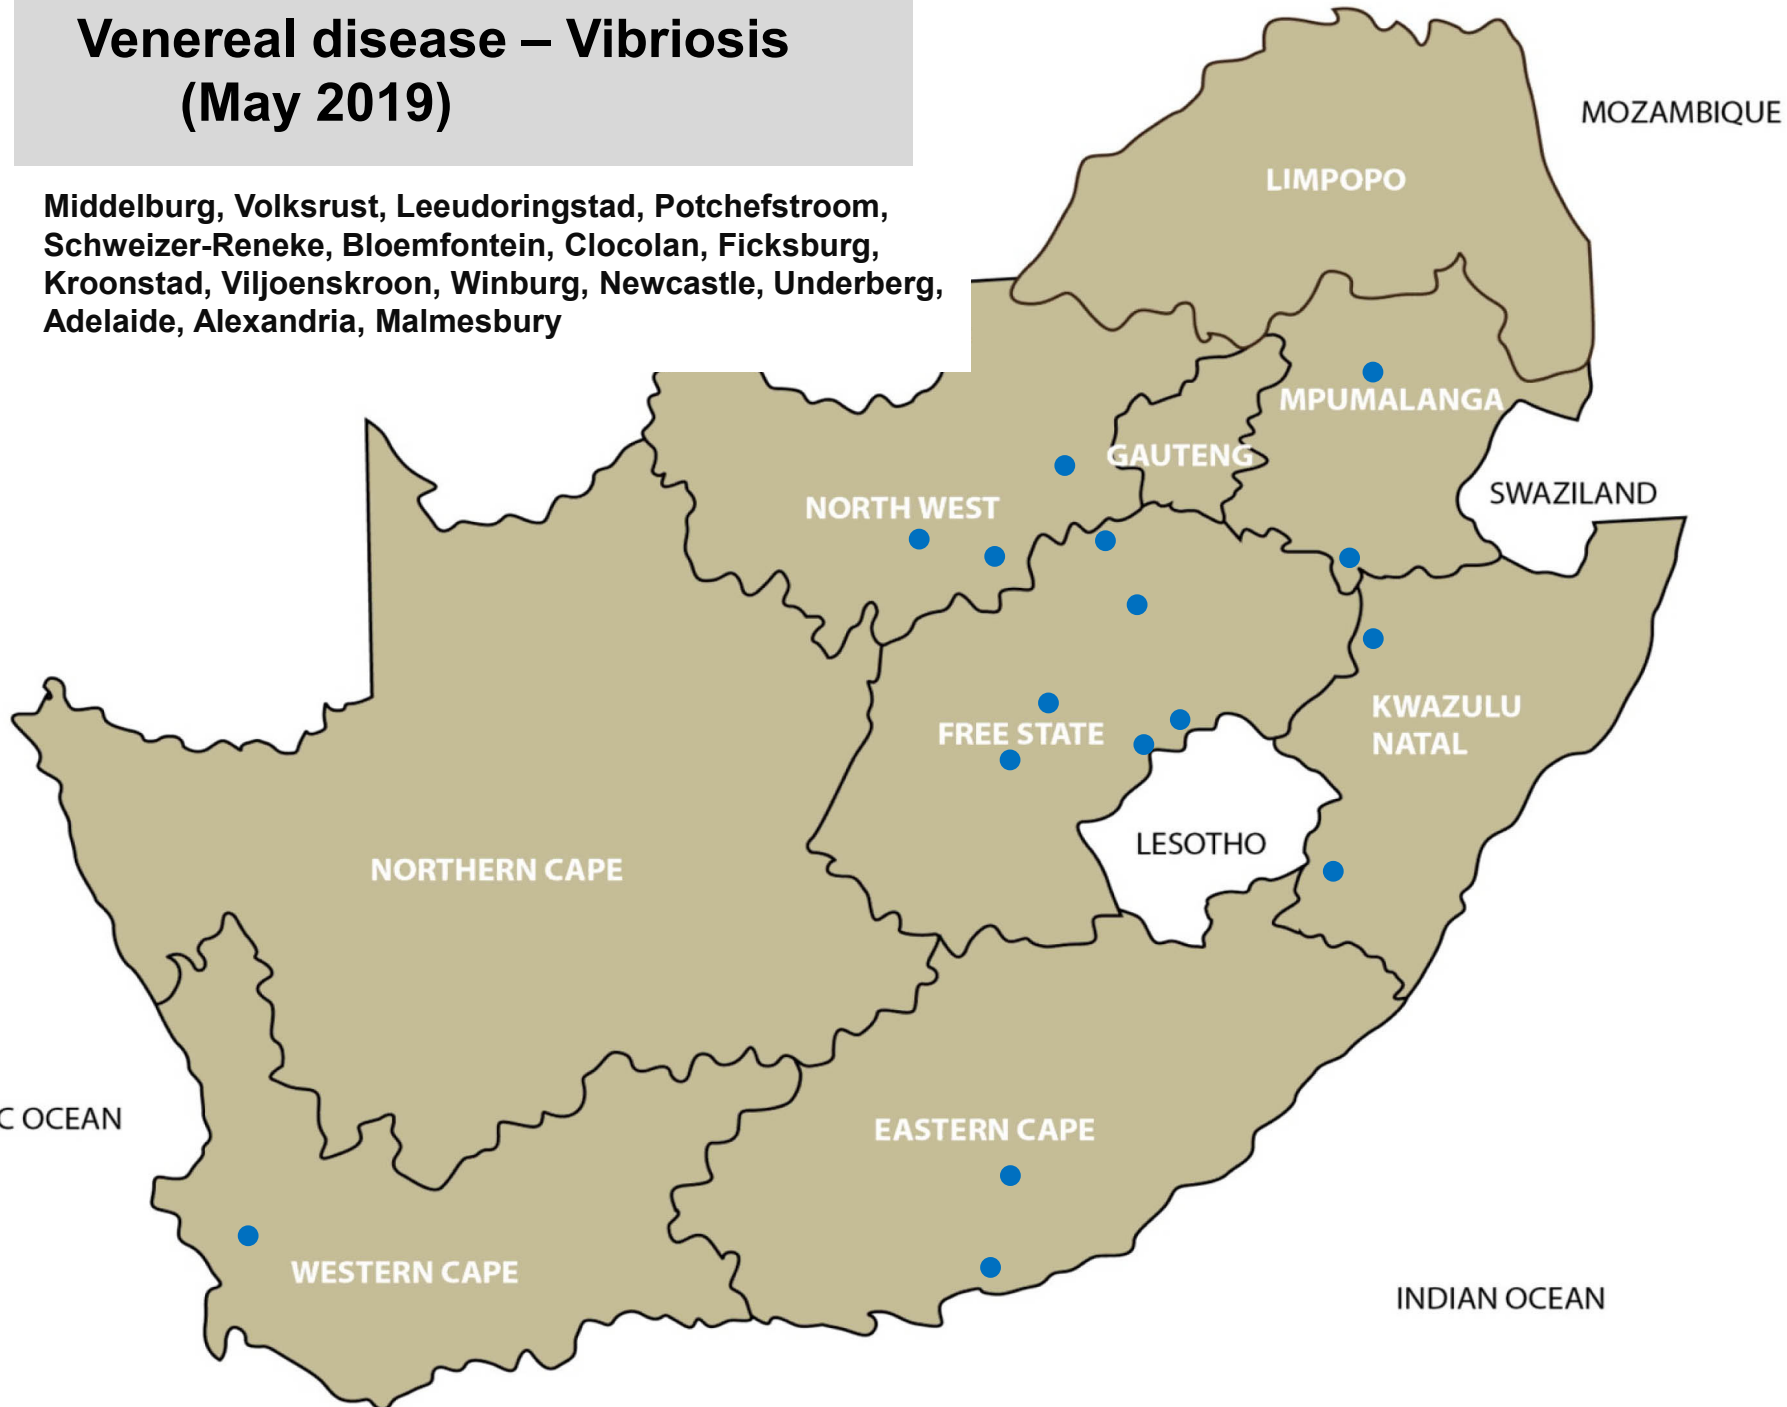 Venereal disease – Vibriosis
(May 2019)
Middelburg, Volksrust, Leeudoringstad, Potchefstroom,
Schweizer-Reneke, Bloemfontein, Clocolan, Ficksburg,
Kroonstad, Viljoenskroon, Winburg, Newcastle, Underberg,
Adelaide, Alexandria, Malmesbury
MOZAMBIQUE
LIMPOPO
MPUMALANGA
GAUTENG
SWAZILAND
NORTH WEST
KWAZULU
NATAL
FREE STATE
LESOTHO
NORTHERN CAPE
C OCEAN
EASTERN CAPE
WESTERN CAPE
INDIAN OCEAN